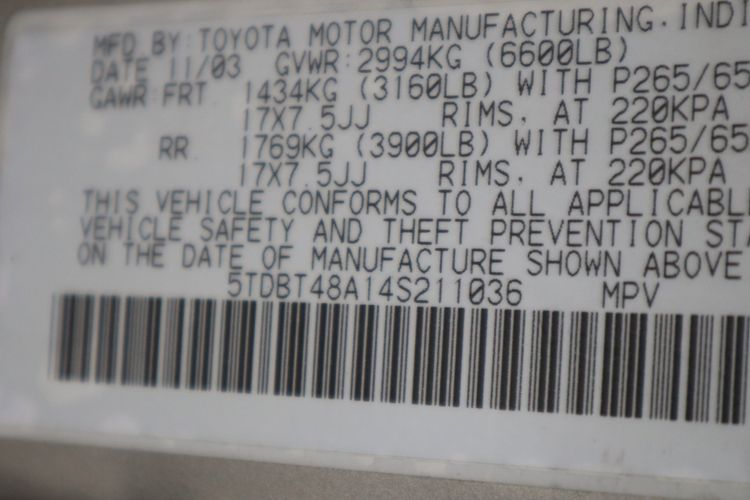 MFD BY:TOYOTA MOTOR MANUFACTURING.INDI
DATE 11/03 GVWR:2994KG (6600LB)
GAWR:FRT 1434KG (3160LB) WITH P265/65
17X7.5JJ RIMS, AT 220KPA
RR 1769KG (3900LB) WITH P265/65
17X7.5JJ RIMS, AT 220KPA
THIS VEHICLE CONFORMS TO ALL APPLICABL
VEHICLE SAFETY AND THEFT PREVENTION STA
ON THE DATE OF MANUFACTURE SHOWN ABOVE
5TDBT48A14S211036 MPV